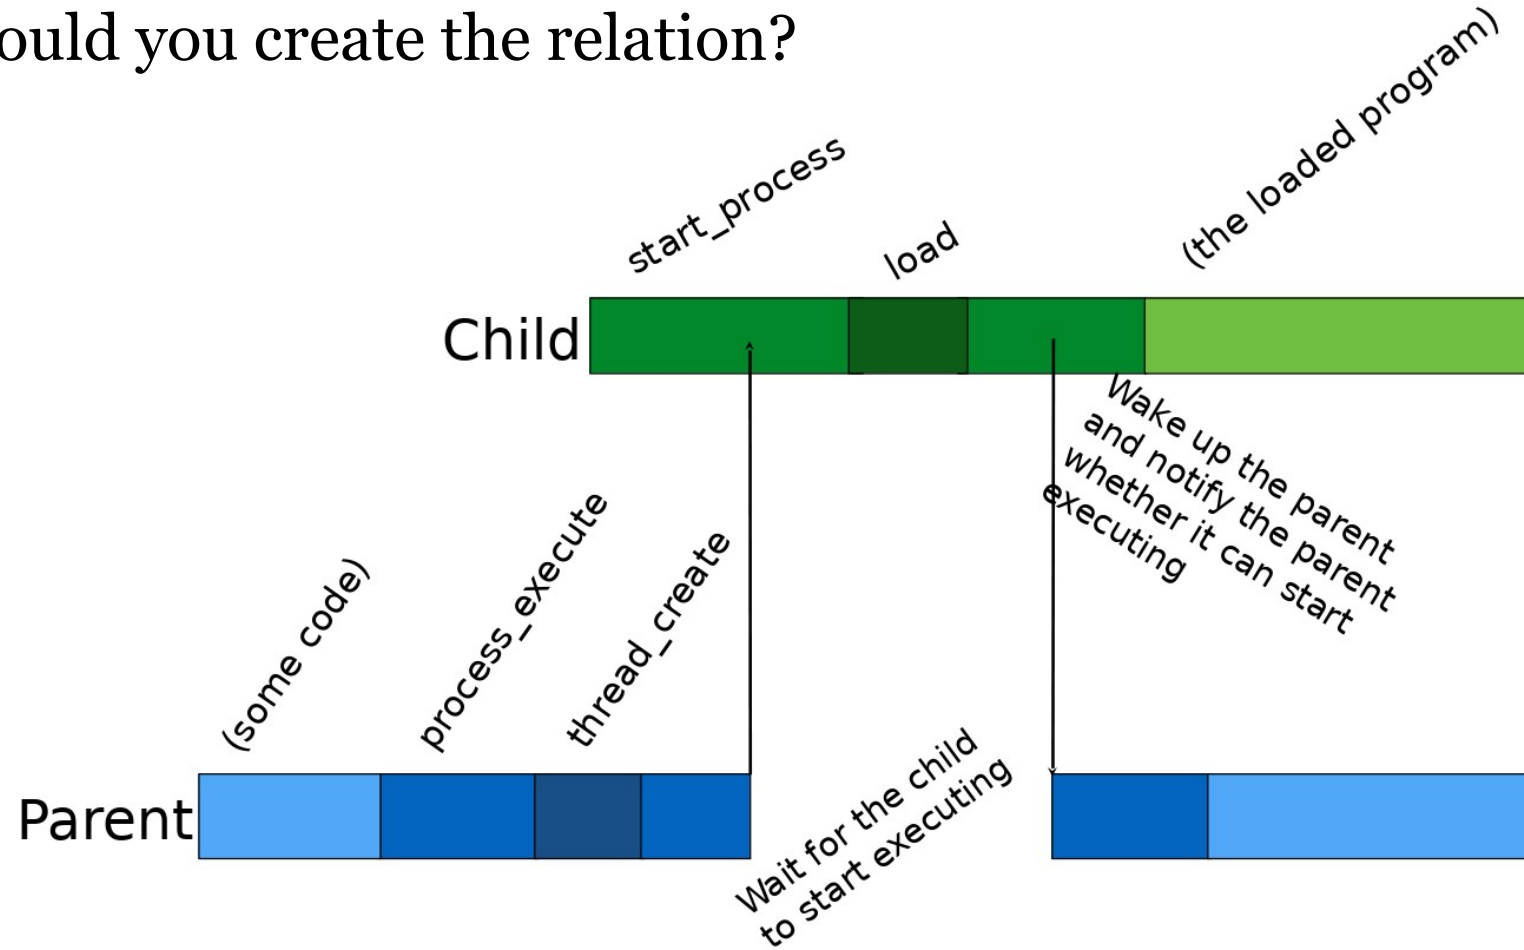 ould you create the relation?
start_process
load
(the loaded program)
Child
Wake up the parent
and notify the parent
whether it can start
executing
(some code)
process_execute
thread_create
Parent
Wait for the child
to start executing